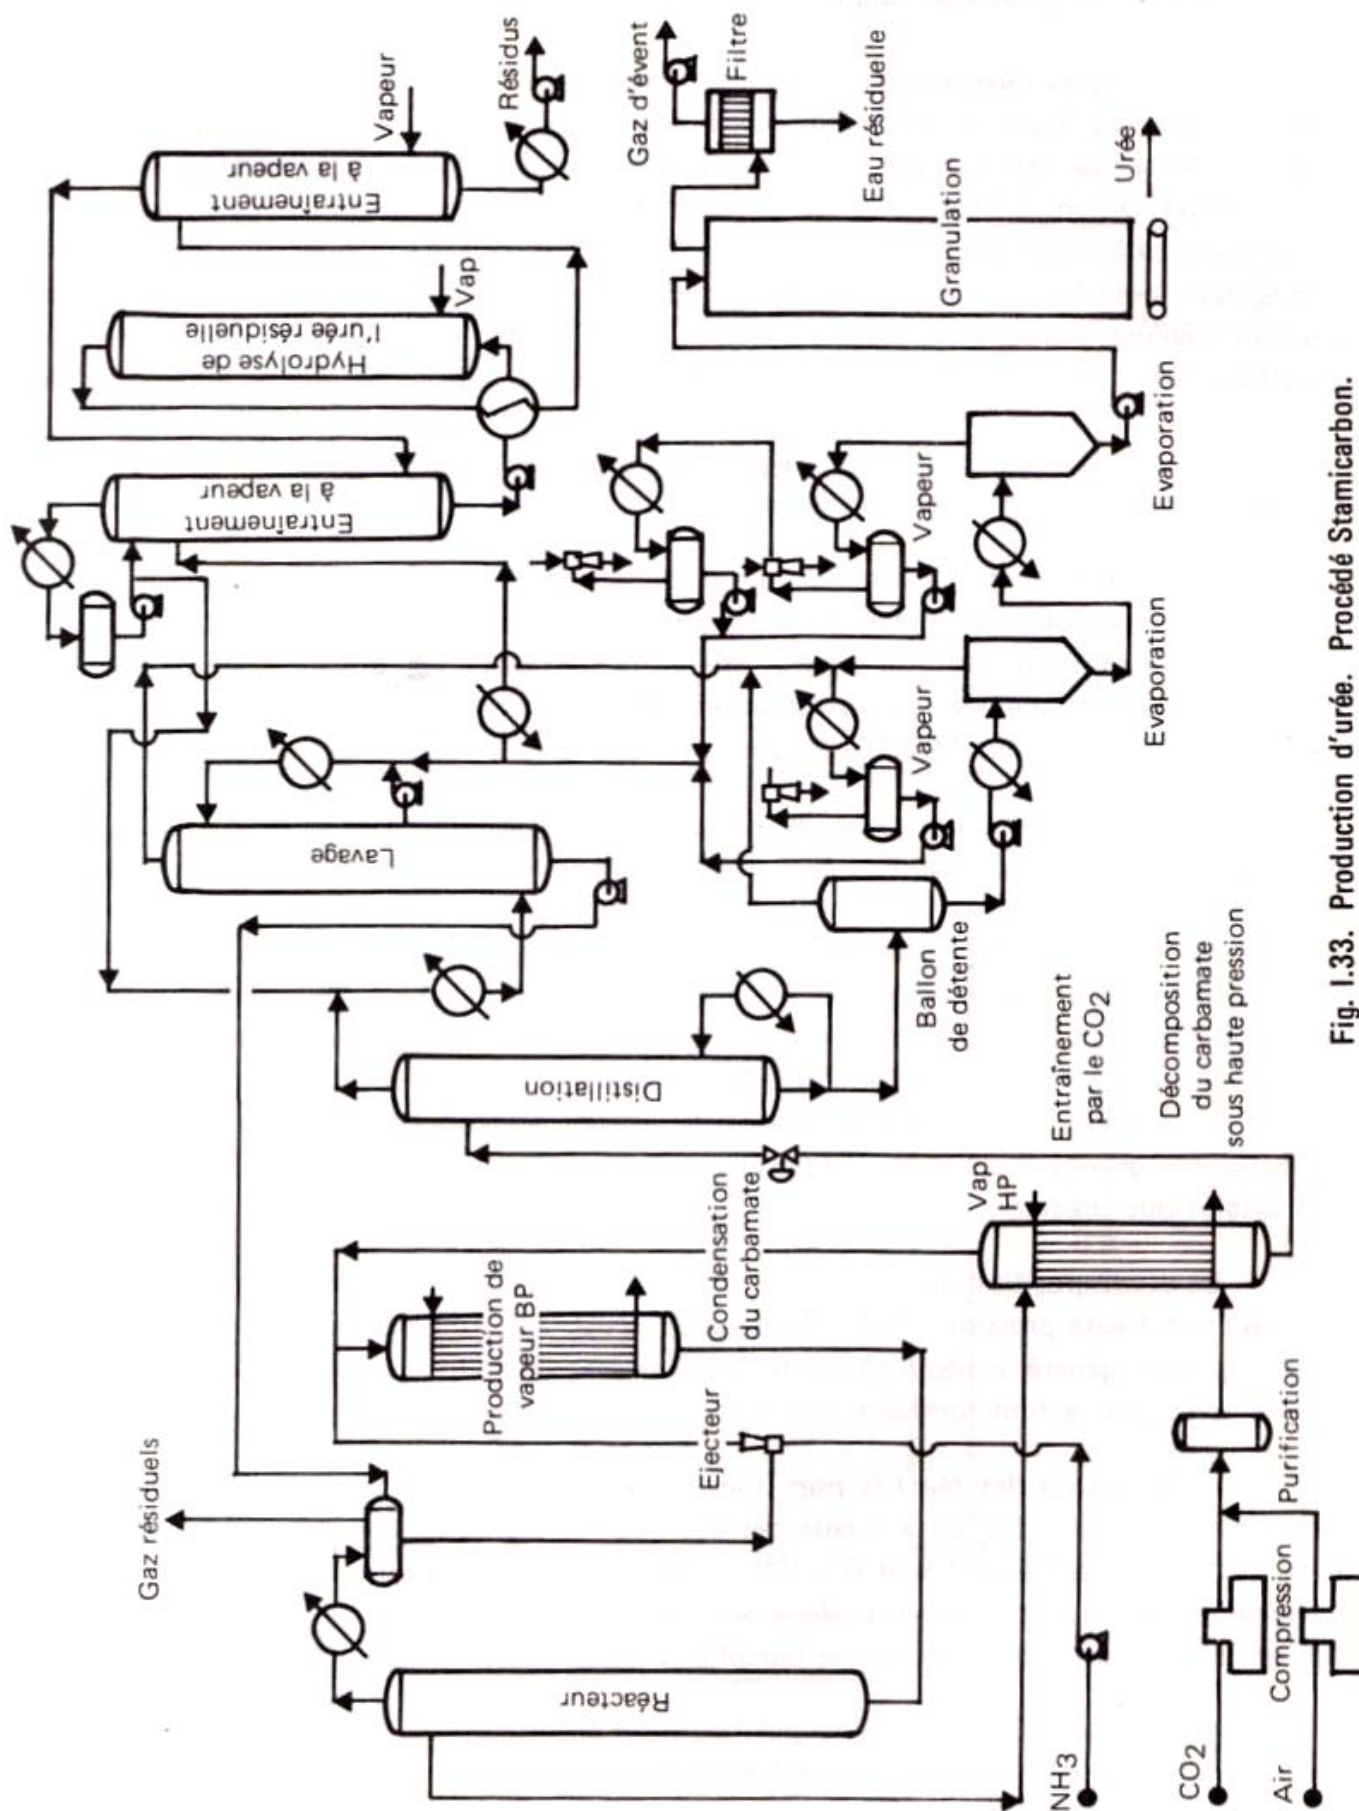 Gaz résiduels
Réacteur
NH3
CO2
Air
Compression
Purification
Ejecteur
Production de
vapeur BP
Condensation
du carbamate
Vap
HP
Entraînement
par le CO2
Décomposition
du carbamate
sous haute pression
Distillation
Lavage
Ballon
de détente
Vapeur
Evaporation
Vapeur
Evaporation
Entraînement
à la vapeur
Hydrolyse de
l'urée résiduelle
Vap
Entraînement
à la vapeur
Vapeur
Résidus
Gaz d'évent
Filtre
Eau résiduelle
Granulation
Urée
Fig. I.33. Production d'urée. Procédé Stamicarbon.